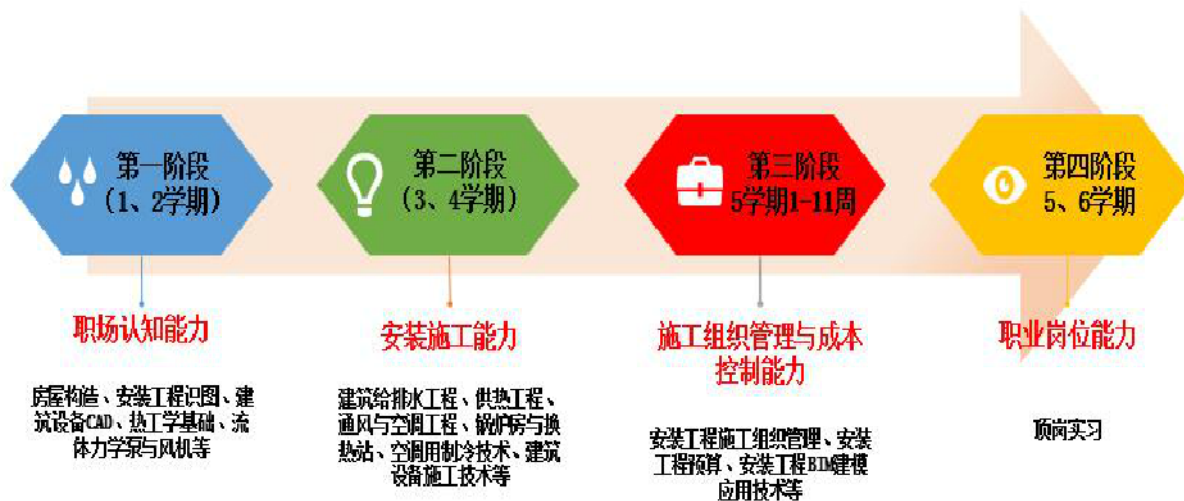 第一阶段
（1、2学期）
职场认知能力
房屋构造、安装工程识图、建
筑设备CAD、热工学基础、流
体力学泵与风机等
第二阶段
（3、4学期）
安装施工能力
建筑给排水工程、供热工程、
通风与空调工程、锅炉房与换
热站、空调用制冷技术、建筑
设备施工技术等
第三阶段
5学期1-11周
施工组织管理与成本
控制能力
安装工程施工组织管理、安装
工程预算、安装工程BIM建模
应用技术等
第四阶段
5、6学期
职业岗位能力
顶岗实习